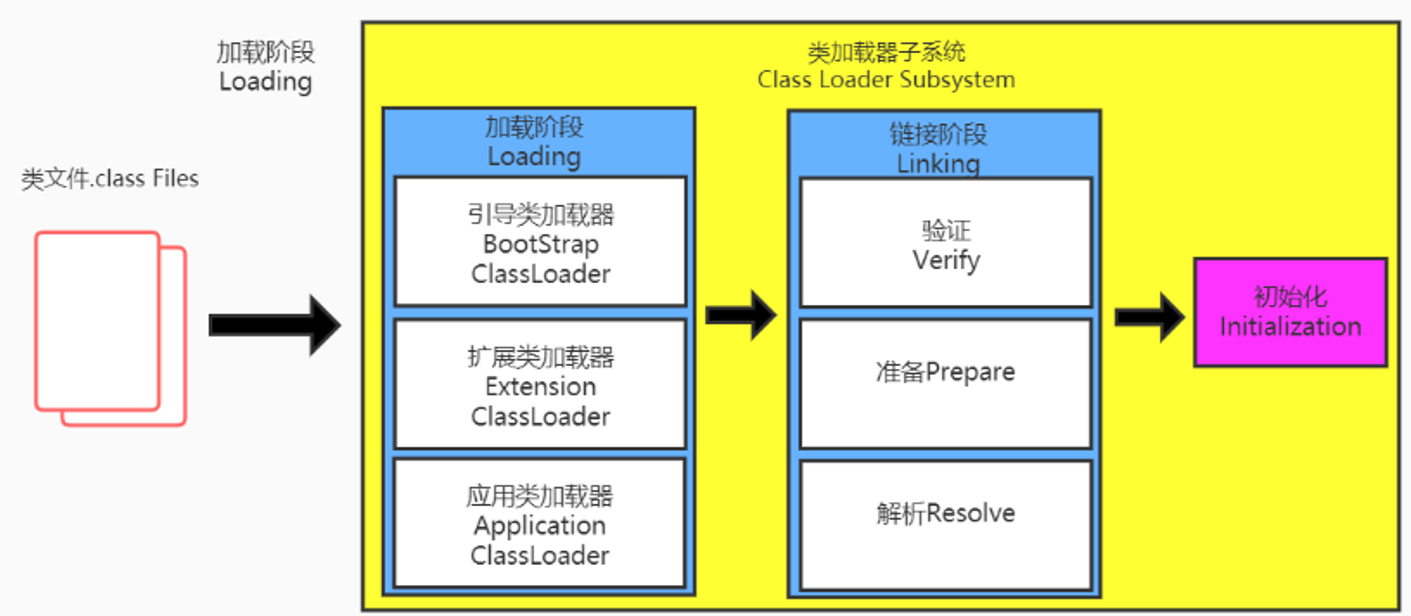 加载阶段
Loading
类文件.class Files
类加载器子系统
Class Loader Subsystem
加载阶段
Loading
引导类加载器
BootStrap
ClassLoader
扩展类加载器
Extension
ClassLoader
应用类加载器
Application
ClassLoader
链接阶段
Linking
验证
Verify
准备Prepare
解析Resolve
初始化
Initialization